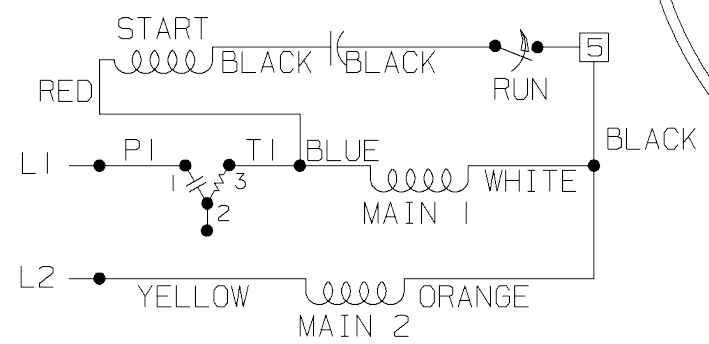 START
BLACK BLACK
5
RED
RUN
BLACK
P1 T1 BLUE
L1
1 3
WHITE
2
MAIN 1
L2
YELLOW ORANGE
MAIN 2